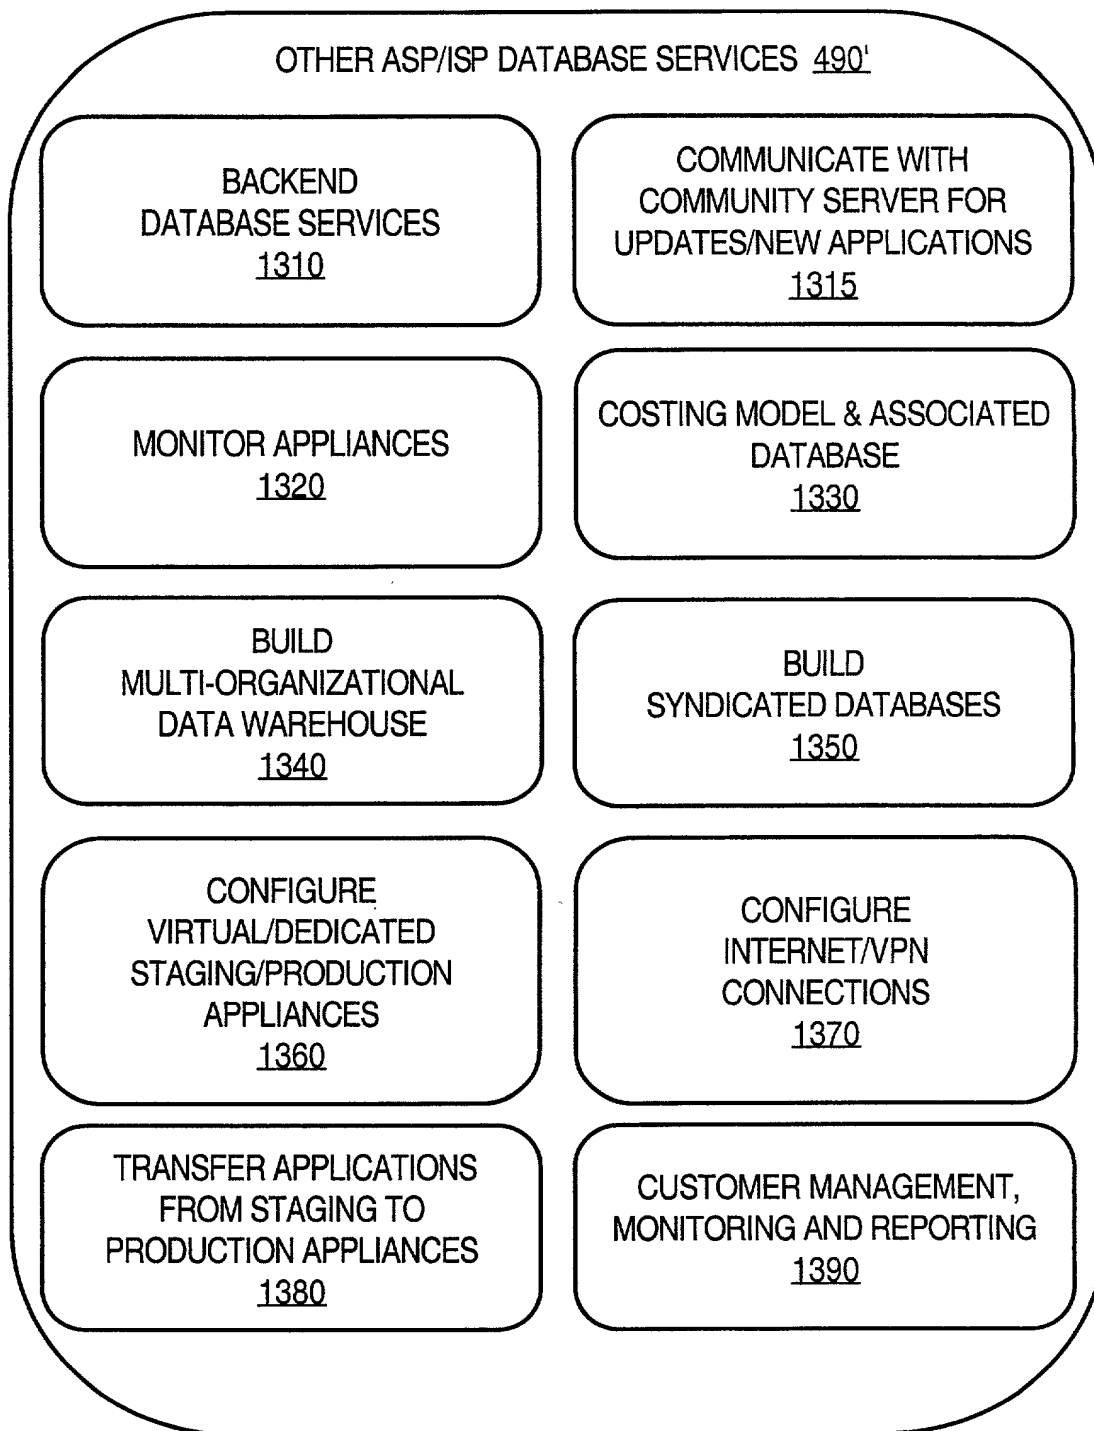 OTHER ASP/ISP DATABASE SERVICES 490'
BACKEND
DATABASE SERVICES
1310
COMMUNICATE WITH
COMMUNITY SERVER FOR
UPDATES/NEW APPLICATIONS
1315
MONITOR APPLIANCES
1320
COSTING MODEL & ASSOCIATED
DATABASE
1330
BUILD
MULTI-ORGANIZATIONAL
DATA WAREHOUSE
1340
BUILD
SYNDICATED DATABASES
1350
CONFIGURE
VIRTUAL/DEDICATED
STAGING/PRODUCTION
APPLIANCES
1360
CONFIGURE
INTERNET/VPN
CONNECTIONS
1370
TRANSFER APPLICATIONS
FROM STAGING TO
PRODUCTION APPLIANCES
1380
CUSTOMER MANAGEMENT,
MONITORING AND REPORTING
1390